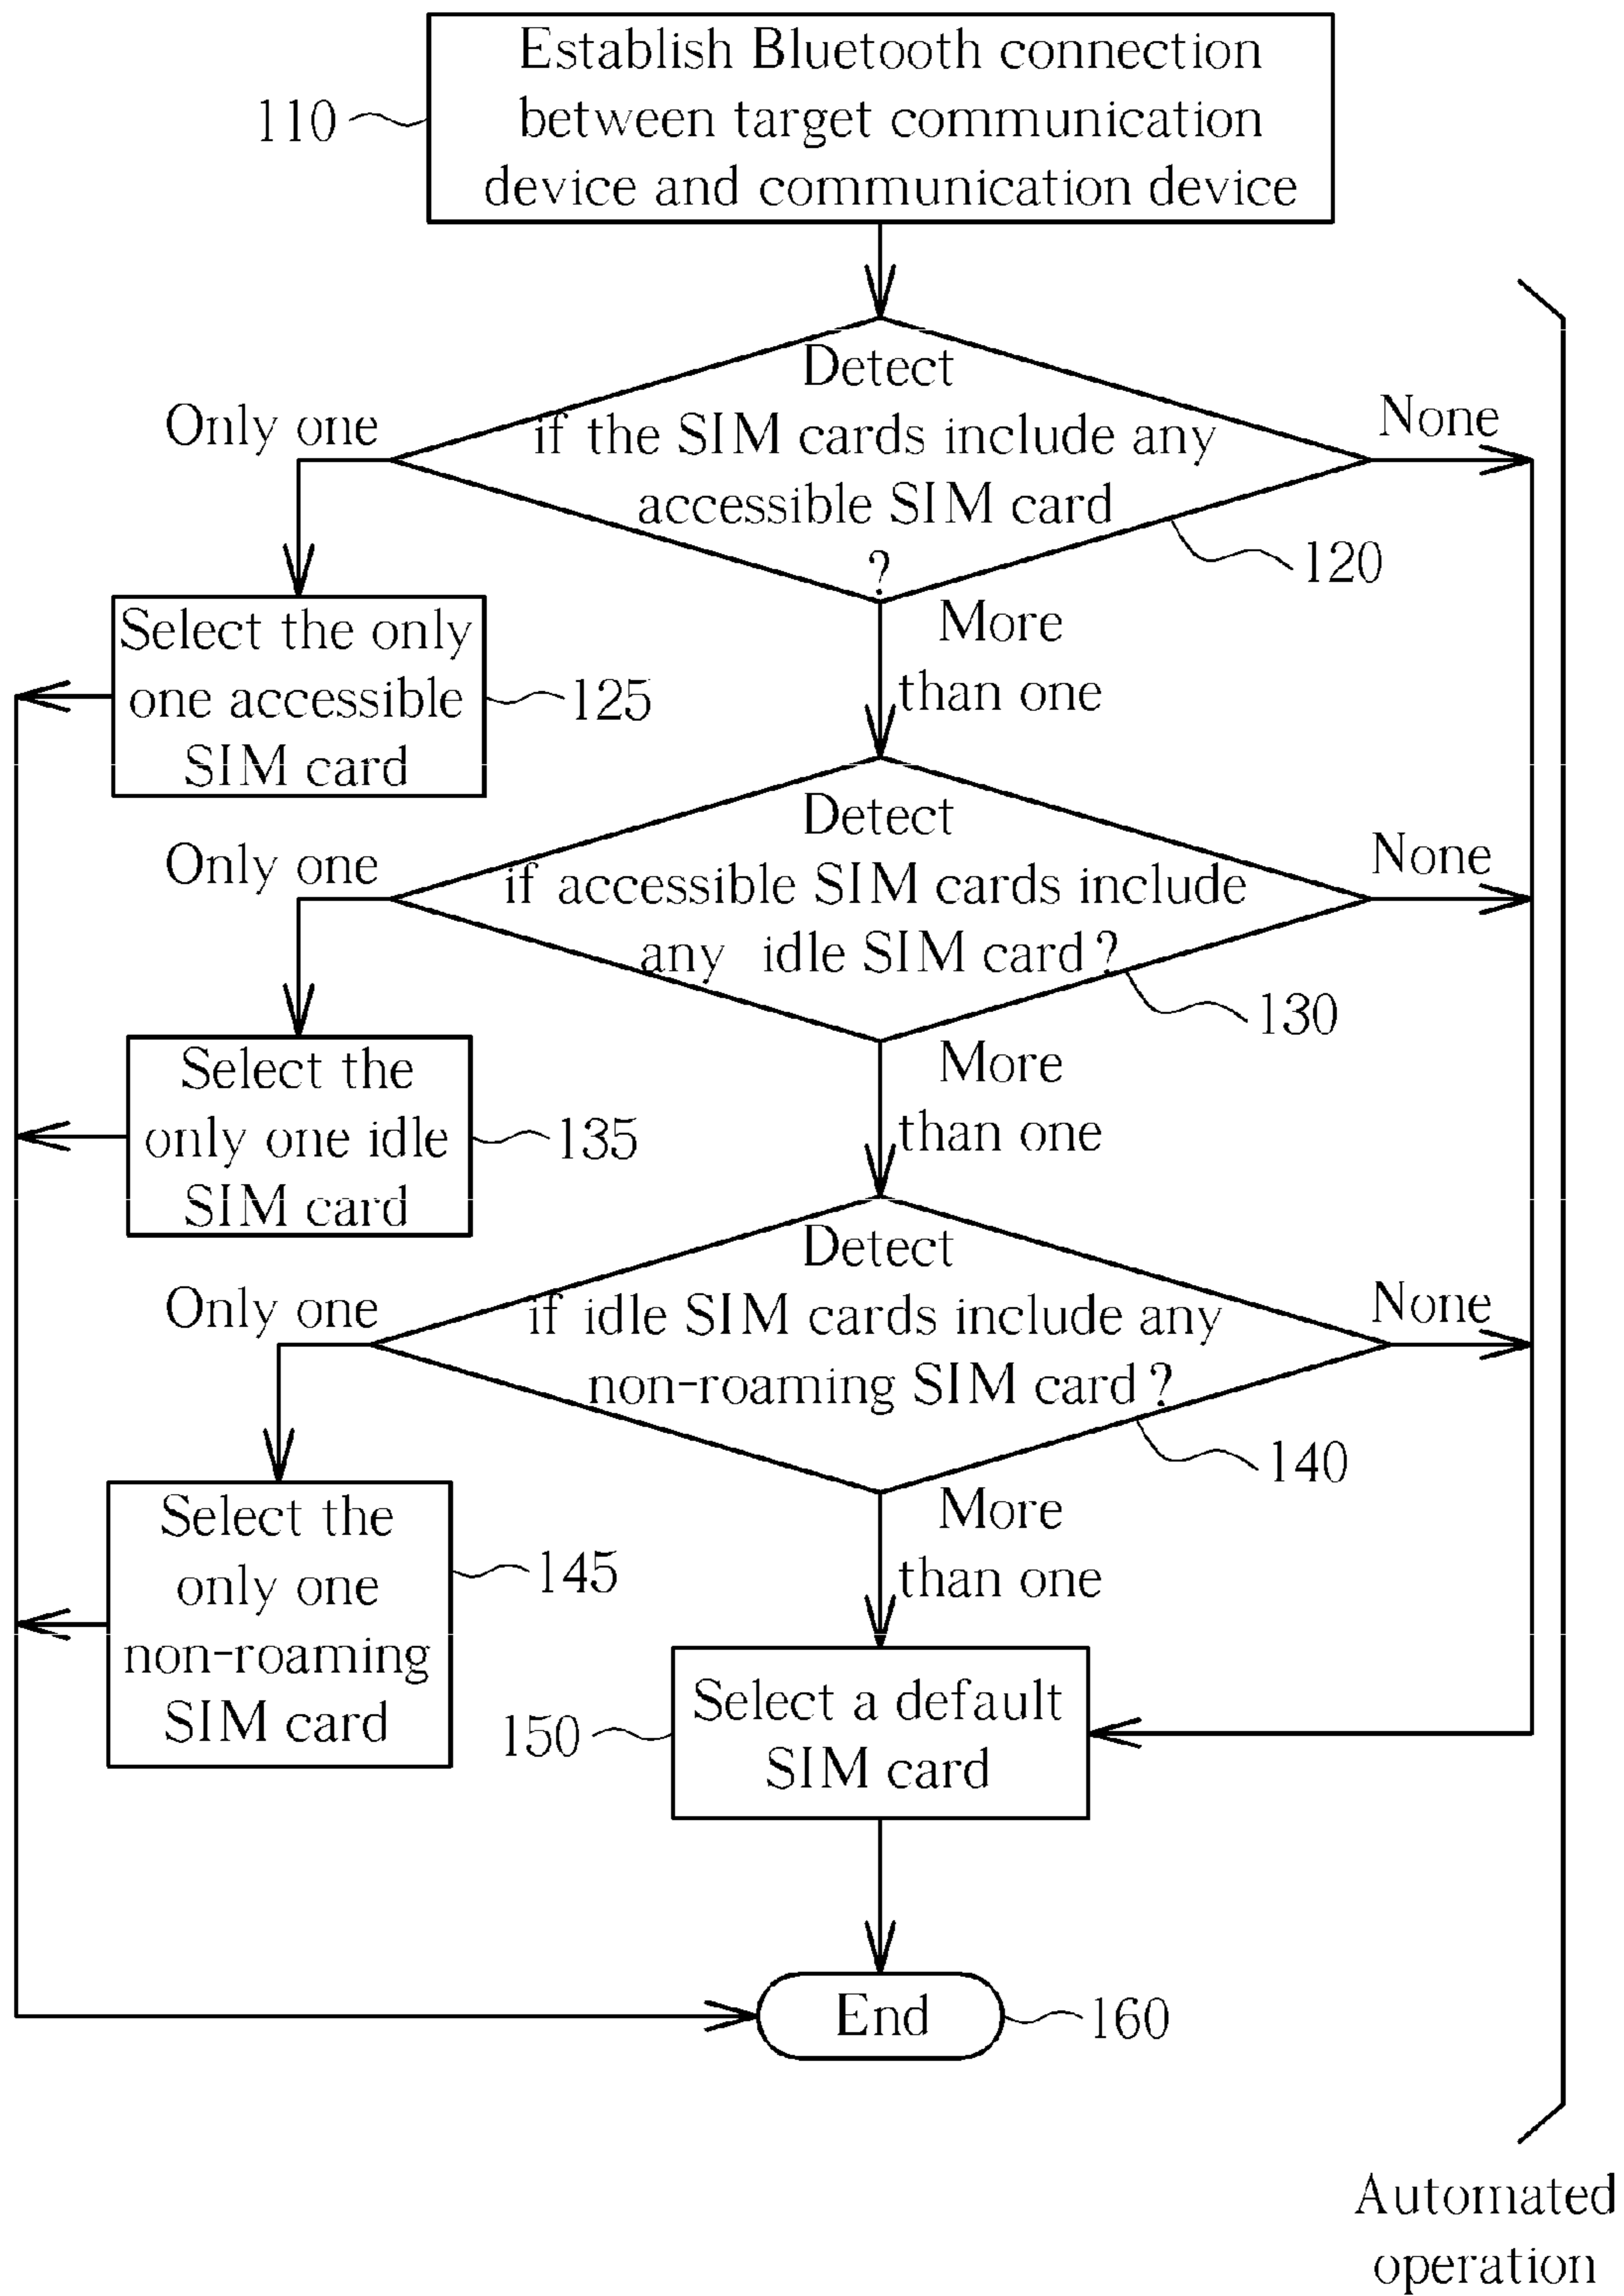 Establish Bluetooth connection
between target communication
device and communication device
110
Detect
if the SIM cards include any
accessible SIM card
?
Only one
None
120
More
than one
Select the only
one accessible
SIM card
125
Detect
if accessible SIM cards include
any idle SIM card ?
Only one
None
130
More
than one
Select the
only one idle
SIM card
135
Detect
if idle SIM cards include any
non-roaming SIM card ?
Only one
None
140
More
than one
Select the
only one
non-roaming
SIM card
145
Select a default
SIM card
150
End
160
Automated
operation